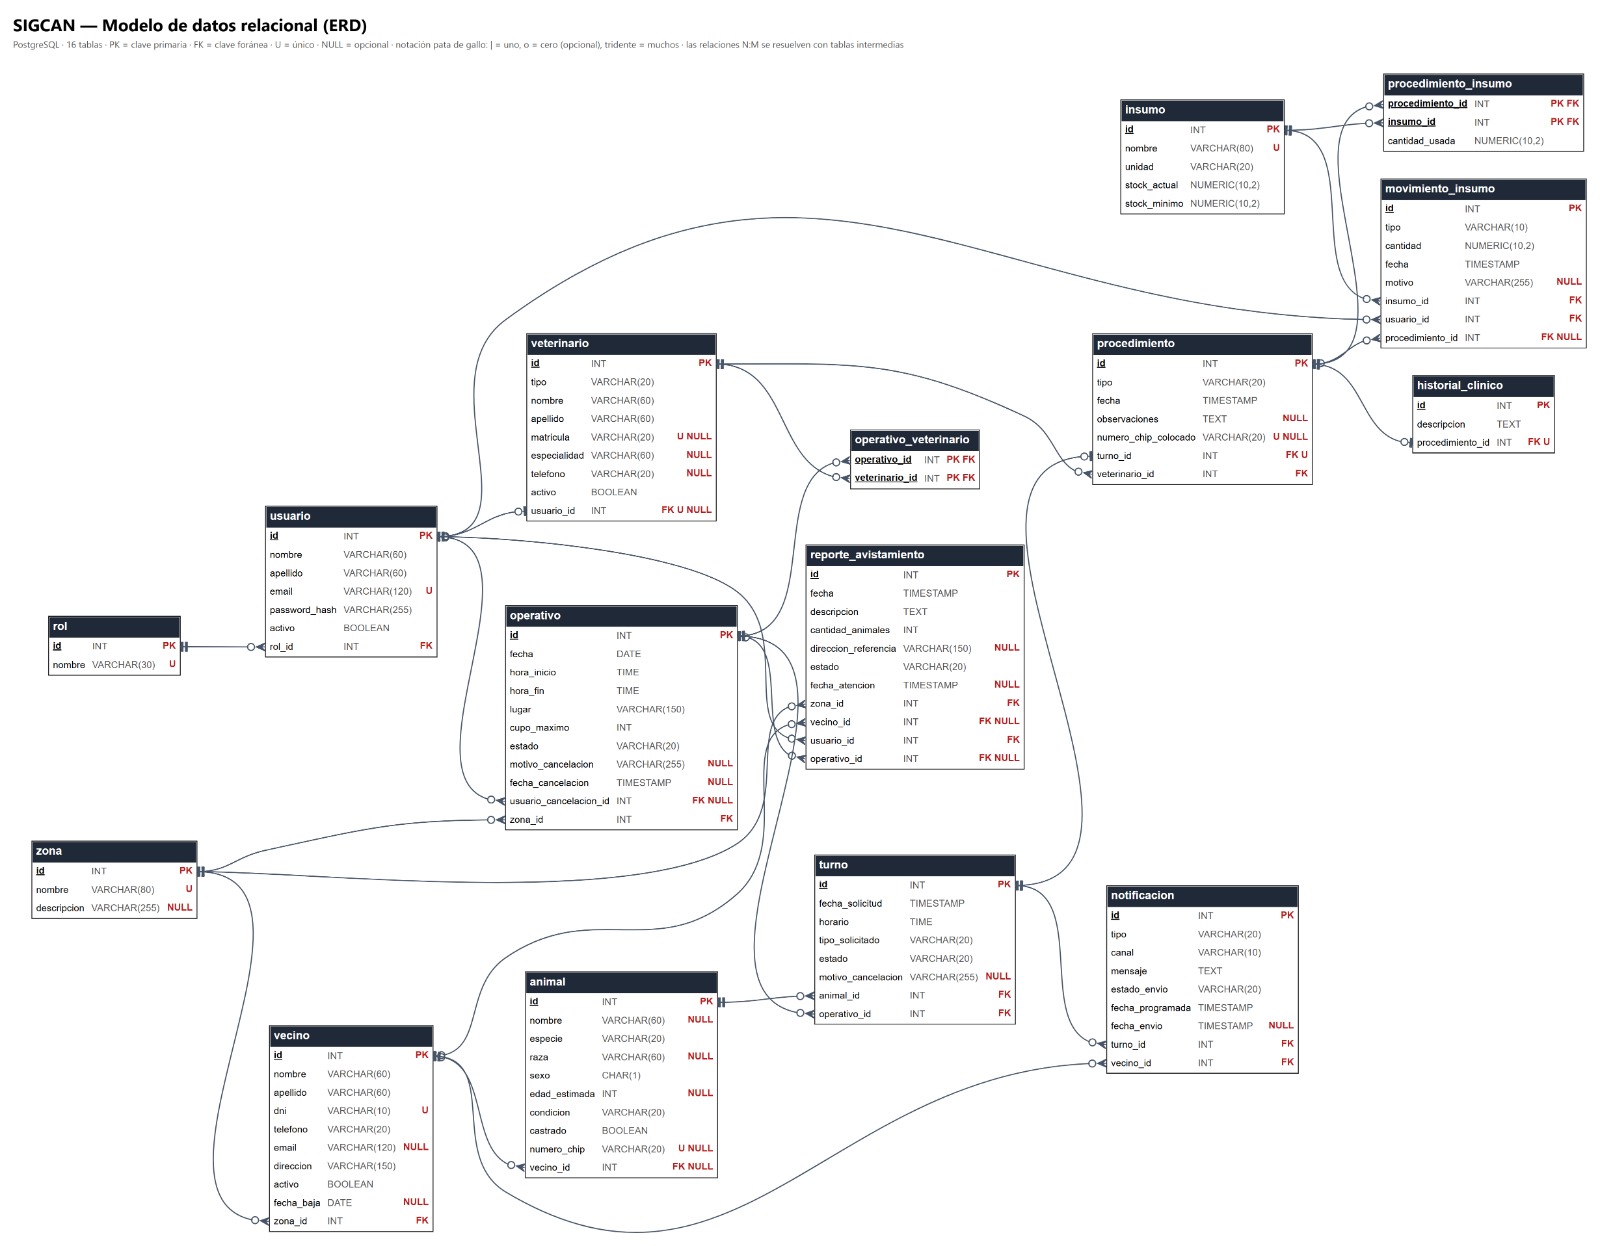 SIGCAN — Modelo de datos relacional (ERD)
PostgreSQL · 16 tablas · PK = clave primaria · FK = clave foránea · U = único · NULL = opcional · notación pata de gallo: | = uno, o = cero (opcional), tridente = muchos · las relaciones N:M se resuelven con tablas intermedias
procedimiento_insumo
procedimiento_id INT PK FK
insumo_id INT PK FK
cantidad_usada NUMERIC(10,2)
insumo
id INT PK
nombre VARCHAR(80) U
unidad VARCHAR(20)
stock_actual NUMERIC(10,2)
stock_minimo NUMERIC(10,2)
movimiento_insumo
id INT PK
tipo VARCHAR(10)
cantidad NUMERIC(10,2)
fecha TIMESTAMP
motivo VARCHAR(255) NULL
insumo_id INT FK
usuario_id INT FK
procedimiento_id INT FK NULL
veterinario
id INT PK
tipo VARCHAR(20)
nombre VARCHAR(60)
apellido VARCHAR(60)
matricula VARCHAR(20) U NULL
especialidad VARCHAR(60) NULL
telefono VARCHAR(20) NULL
activo BOOLEAN
usuario_id INT FK U NULL
procedimiento
id INT PK
tipo VARCHAR(20)
fecha TIMESTAMP
observaciones TEXT NULL
numero_chip_colocado VARCHAR(20) U NULL
turno_id INT FK U
veterinario_id INT FK
historial_clinico
id INT PK
descripcion TEXT
procedimiento_id INT FK U
operativo_veterinario
operativo_id INT PK FK
veterinario_id INT PK FK
usuario
id INT PK
nombre VARCHAR(60)
apellido VARCHAR(60)
email VARCHAR(120) U
password_hash VARCHAR(255)
activo BOOLEAN
rol_id INT FK
reporte_avistamiento
id INT PK
fecha TIMESTAMP
descripcion TEXT
cantidad_animales INT
direccion_referencia VARCHAR(150) NULL
estado VARCHAR(20)
fecha_atencion TIMESTAMP NULL
zona_id INT FK
vecino_id INT FK NULL
usuario_id INT FK
operativo_id INT FK NULL
rol
id INT PK
nombre VARCHAR(30) U
operativo
id INT PK
fecha DATE
hora_inicio TIME
hora_fin TIME
lugar VARCHAR(150)
cupo_maximo INT
estado VARCHAR(20)
motivo_cancelacion VARCHAR(255) NULL
fecha_cancelacion TIMESTAMP NULL
usuario_cancelacion_id INT FK NULL
zona_id INT FK
zona
id INT PK
nombre VARCHAR(80) U
descripcion VARCHAR(255) NULL
turno
id INT PK
fecha_solicitud TIMESTAMP
horario TIME
tipo_solicitado VARCHAR(20)
estado VARCHAR(20)
motivo_cancelacion VARCHAR(255) NULL
animal_id INT FK
operativo_id INT FK
notificacion
id INT PK
tipo VARCHAR(20)
canal VARCHAR(10)
mensaje TEXT
estado_envio VARCHAR(20)
fecha_programada TIMESTAMP
fecha_envio TIMESTAMP NULL
turno_id INT FK
vecino_id INT FK
animal
id INT PK
nombre VARCHAR(60) NULL
especie VARCHAR(20)
raza VARCHAR(60) NULL
sexo CHAR(1)
edad_estimada INT NULL
condicion VARCHAR(20)
castrado BOOLEAN
numero_chip VARCHAR(20) U NULL
vecino_id INT FK NULL
vecino
id INT PK
nombre VARCHAR(60)
apellido VARCHAR(60)
dni VARCHAR(10) U
telefono VARCHAR(20)
email VARCHAR(120) NULL
direccion VARCHAR(150)
activo BOOLEAN
fecha_baja DATE NULL
zona_id INT FK